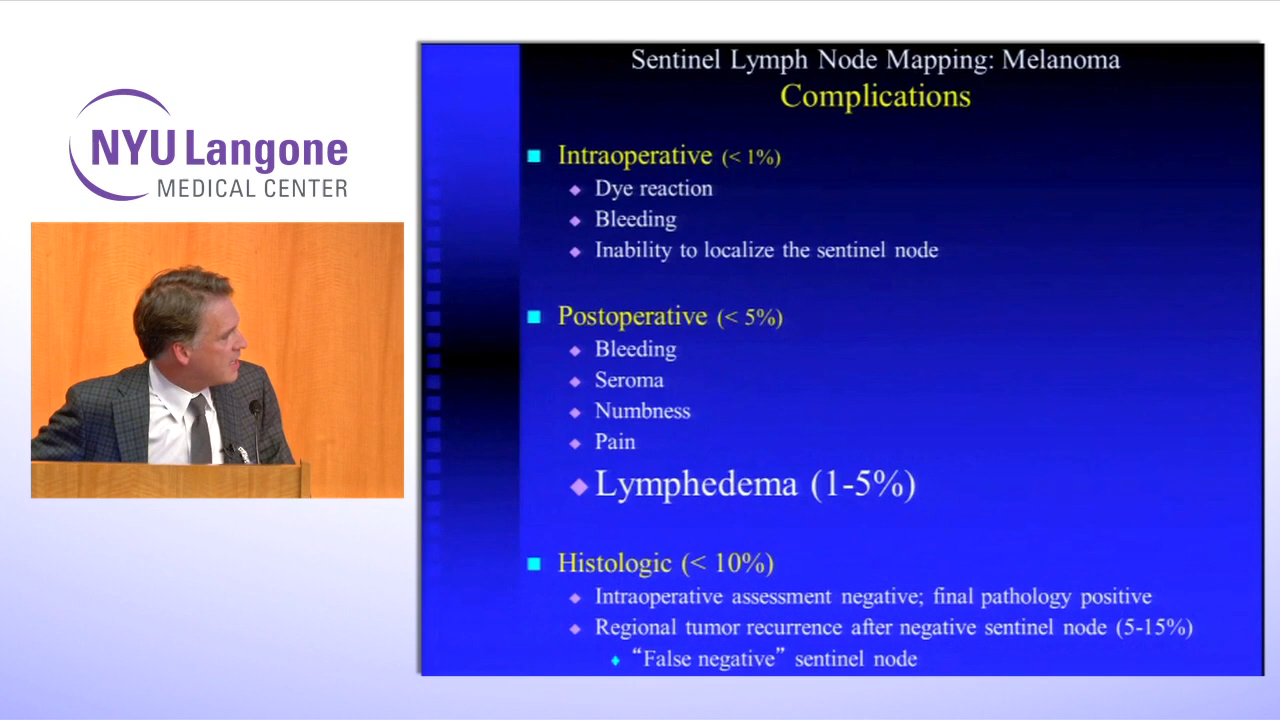 NYU Langone
MEDICAL CENTER
Sentinel Lymph Node Mapping: Melanoma
Complications
Intraoperative (< 1%)
Dye reaction
Bleeding
Inability to localize the sentinel node
Postoperative (< 5%)
Bleeding
Seroma
Numbness
Pain
Lymphedema (1-5%)
Histologic (< 10%)
Intraoperative assessment negative; final pathology positive
Regional tumor recurrence after negative sentinel node (5-15%)
“False negative” sentinel node